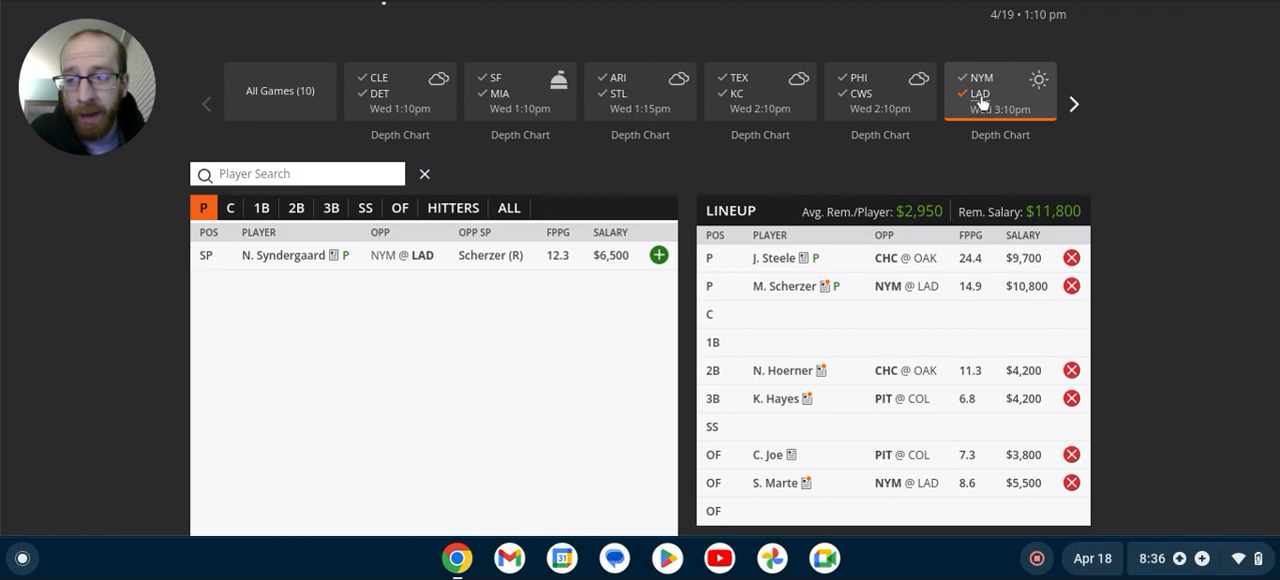 4/19 • 1:10 pm
All Games (10)
CLE
DET
Wed 1:10pm
Depth Chart
SF
MIA
Wed 1:10pm
Depth Chart
ARI
STL
Wed 1:15pm
Depth Chart
TEX
KC
Wed 2:10pm
Depth Chart
PHI
CWS
Wed 2:10pm
Depth Chart
NYM
LAD
Wed 3:10pm
Depth Chart
Player Search
P C 1B 2B 3B SS OF HITTERS ALL
POS PLAYER OPP OPP SP FPPG SALARY
SP N. Syndergaard P NYM @ LAD Scherzer (R) 12.3 $6,500
LINEUP Avg. Rem./Player: $2,950 Rem. Salary: $11,800
POS PLAYER OPP FPPG SALARY
P J. Steele P CHC @ OAK 24.4 $9,700
P M. Scherzer P NYM @ LAD 14.9 $10,800
C
1B
2B N. Hoerner CHC @ OAK 11.3 $4,200
3B K. Hayes PIT @ COL 6.8 $4,200
SS
OF C. Joe PIT @ COL 7.3 $3,800
OF S. Marte NYM @ LAD 8.6 $5,500
OF
31
Apr 18 8:36